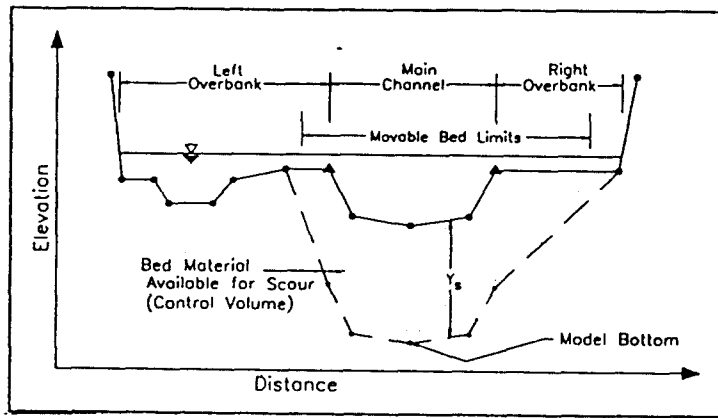 Left
Overbank
Main
Channel
Right
Overbank
Movable Bed Limits
Elevation
Bed Material
Available for Scour
(Control Volume)
Ys
Model Bottom
Distance